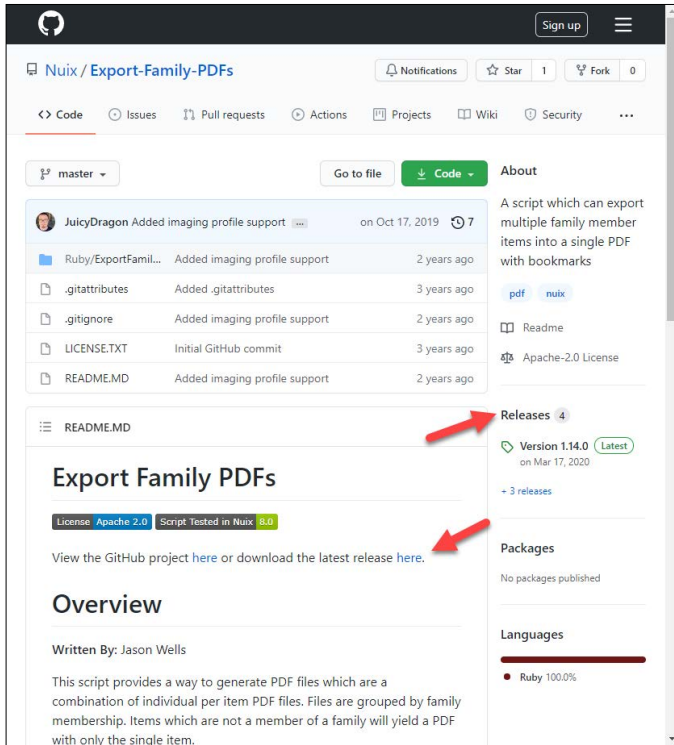 Sign up
Nuix / Export-Family-PDFs
Notifications
Star 1
Fork 0
Code
Issues
Pull requests
Actions
Projects
Wiki
Security
...
master
Go to file
Code
JuicyDragon Added imaging profile support ... on Oct 17, 2019 7
Ruby/ExportFamil... Added imaging profile support 2 years ago
.gitattributes Added .gitattributes 3 years ago
.gitignore Added imaging profile support 2 years ago
LICENSE.TXT Initial GitHub commit 3 years ago
README.MD Added imaging profile support 2 years ago
README.MD
Export Family PDFs
License Apache 2.0 Script Tested in Nuix 8.0
View the GitHub project here or download the latest release here.
Overview
Written By: Jason Wells
This script provides a way to generate PDF files which are a
combination of individual per item PDF files. Files are grouped by family
membership. Items which are not a member of a family will yield a PDF
with only the single item.
About
A script which can export
multiple family member
items into a single PDF
with bookmarks
pdf nuix
Readme
Apache-2.0 License
Releases 4
Version 1.14.0 Latest
on Mar 17, 2020
+ 3 releases
Packages
No packages published
Languages
Ruby 100.0%